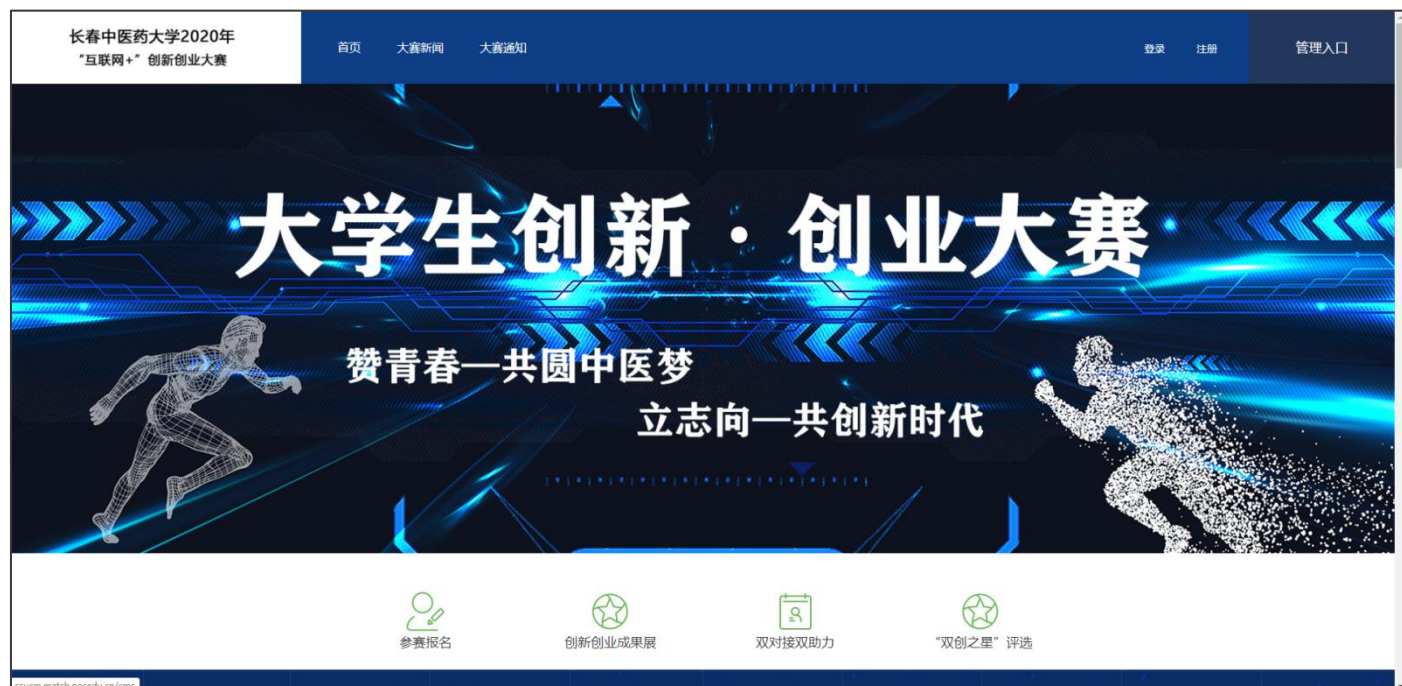 长春中医药大学2020年
"互联网+"创新创业大赛
首页 大赛新闻 大赛通知 登录 注册 管理入口
大学生创新·创业大赛
赞青春—共圆中医梦
立志向—共创新时代
参赛报名 创新创业成果展 双对接双助力 "双创之星"评选